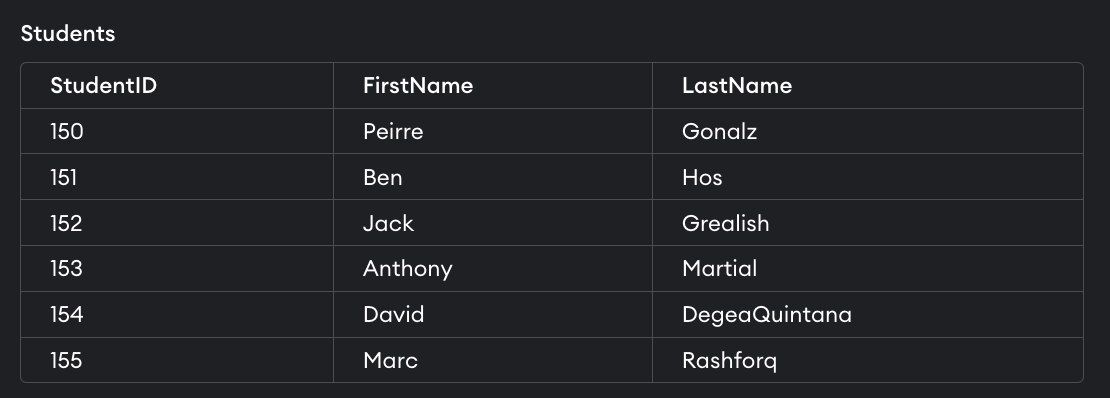 Students
StudentID FirstName LastName
150 Peirre Gonalz
151 Ben Hos
152 Jack Grealish
153 Anthony Martial
154 David DegeaQuintana
155 Marc Rashforq